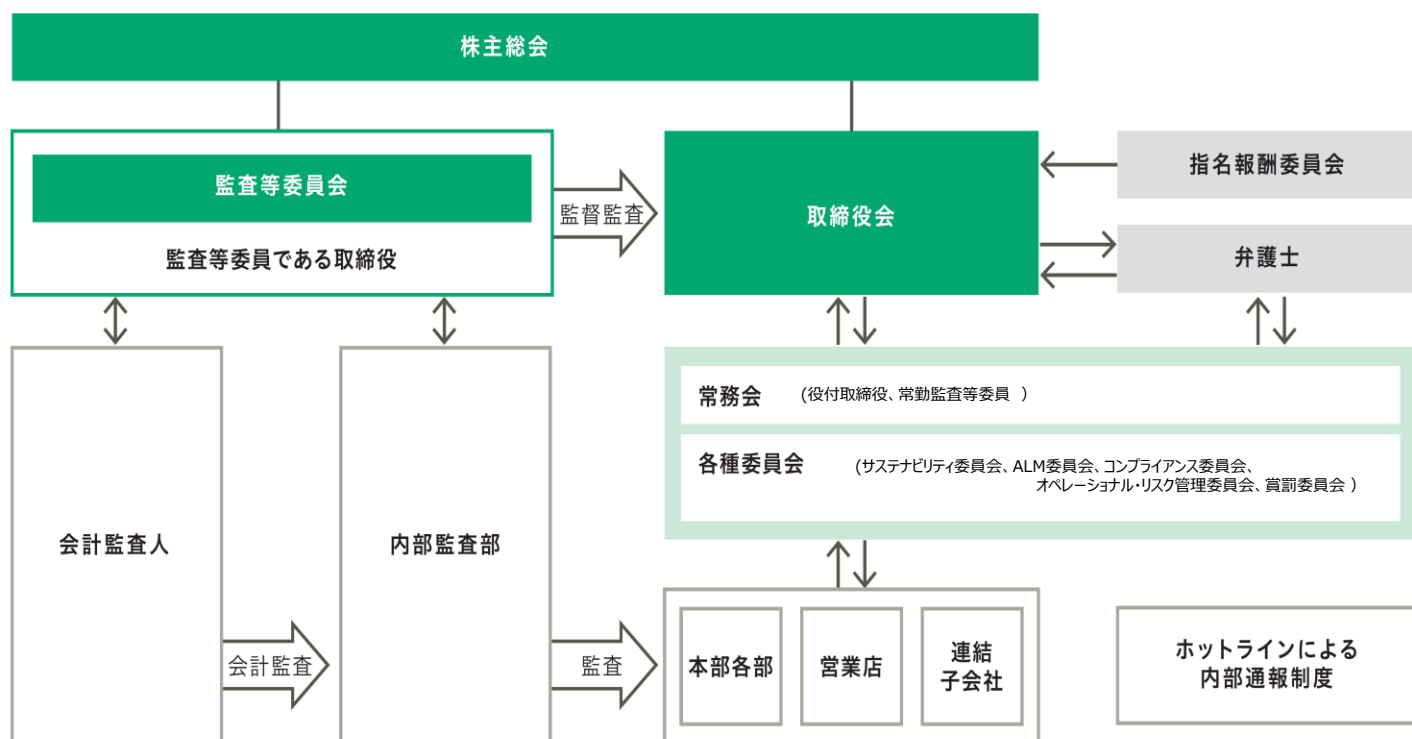 株主総会
監査等委員会
監査等委員である取締役
監督監査
取締役会
指名報酬委員会
弁護士
常務会 (役付取締役、常勤監査等委員 )
各種委員会 (サステナビリティ委員会、ALM委員会、コンプライアンス委員会、
オペレーショナル・リスク管理委員会、賞罰委員会 )
会計監査人
会計監査
内部監査部
監査
本部各部
営業店
連結
子会社
ホットラインによる
内部通報制度